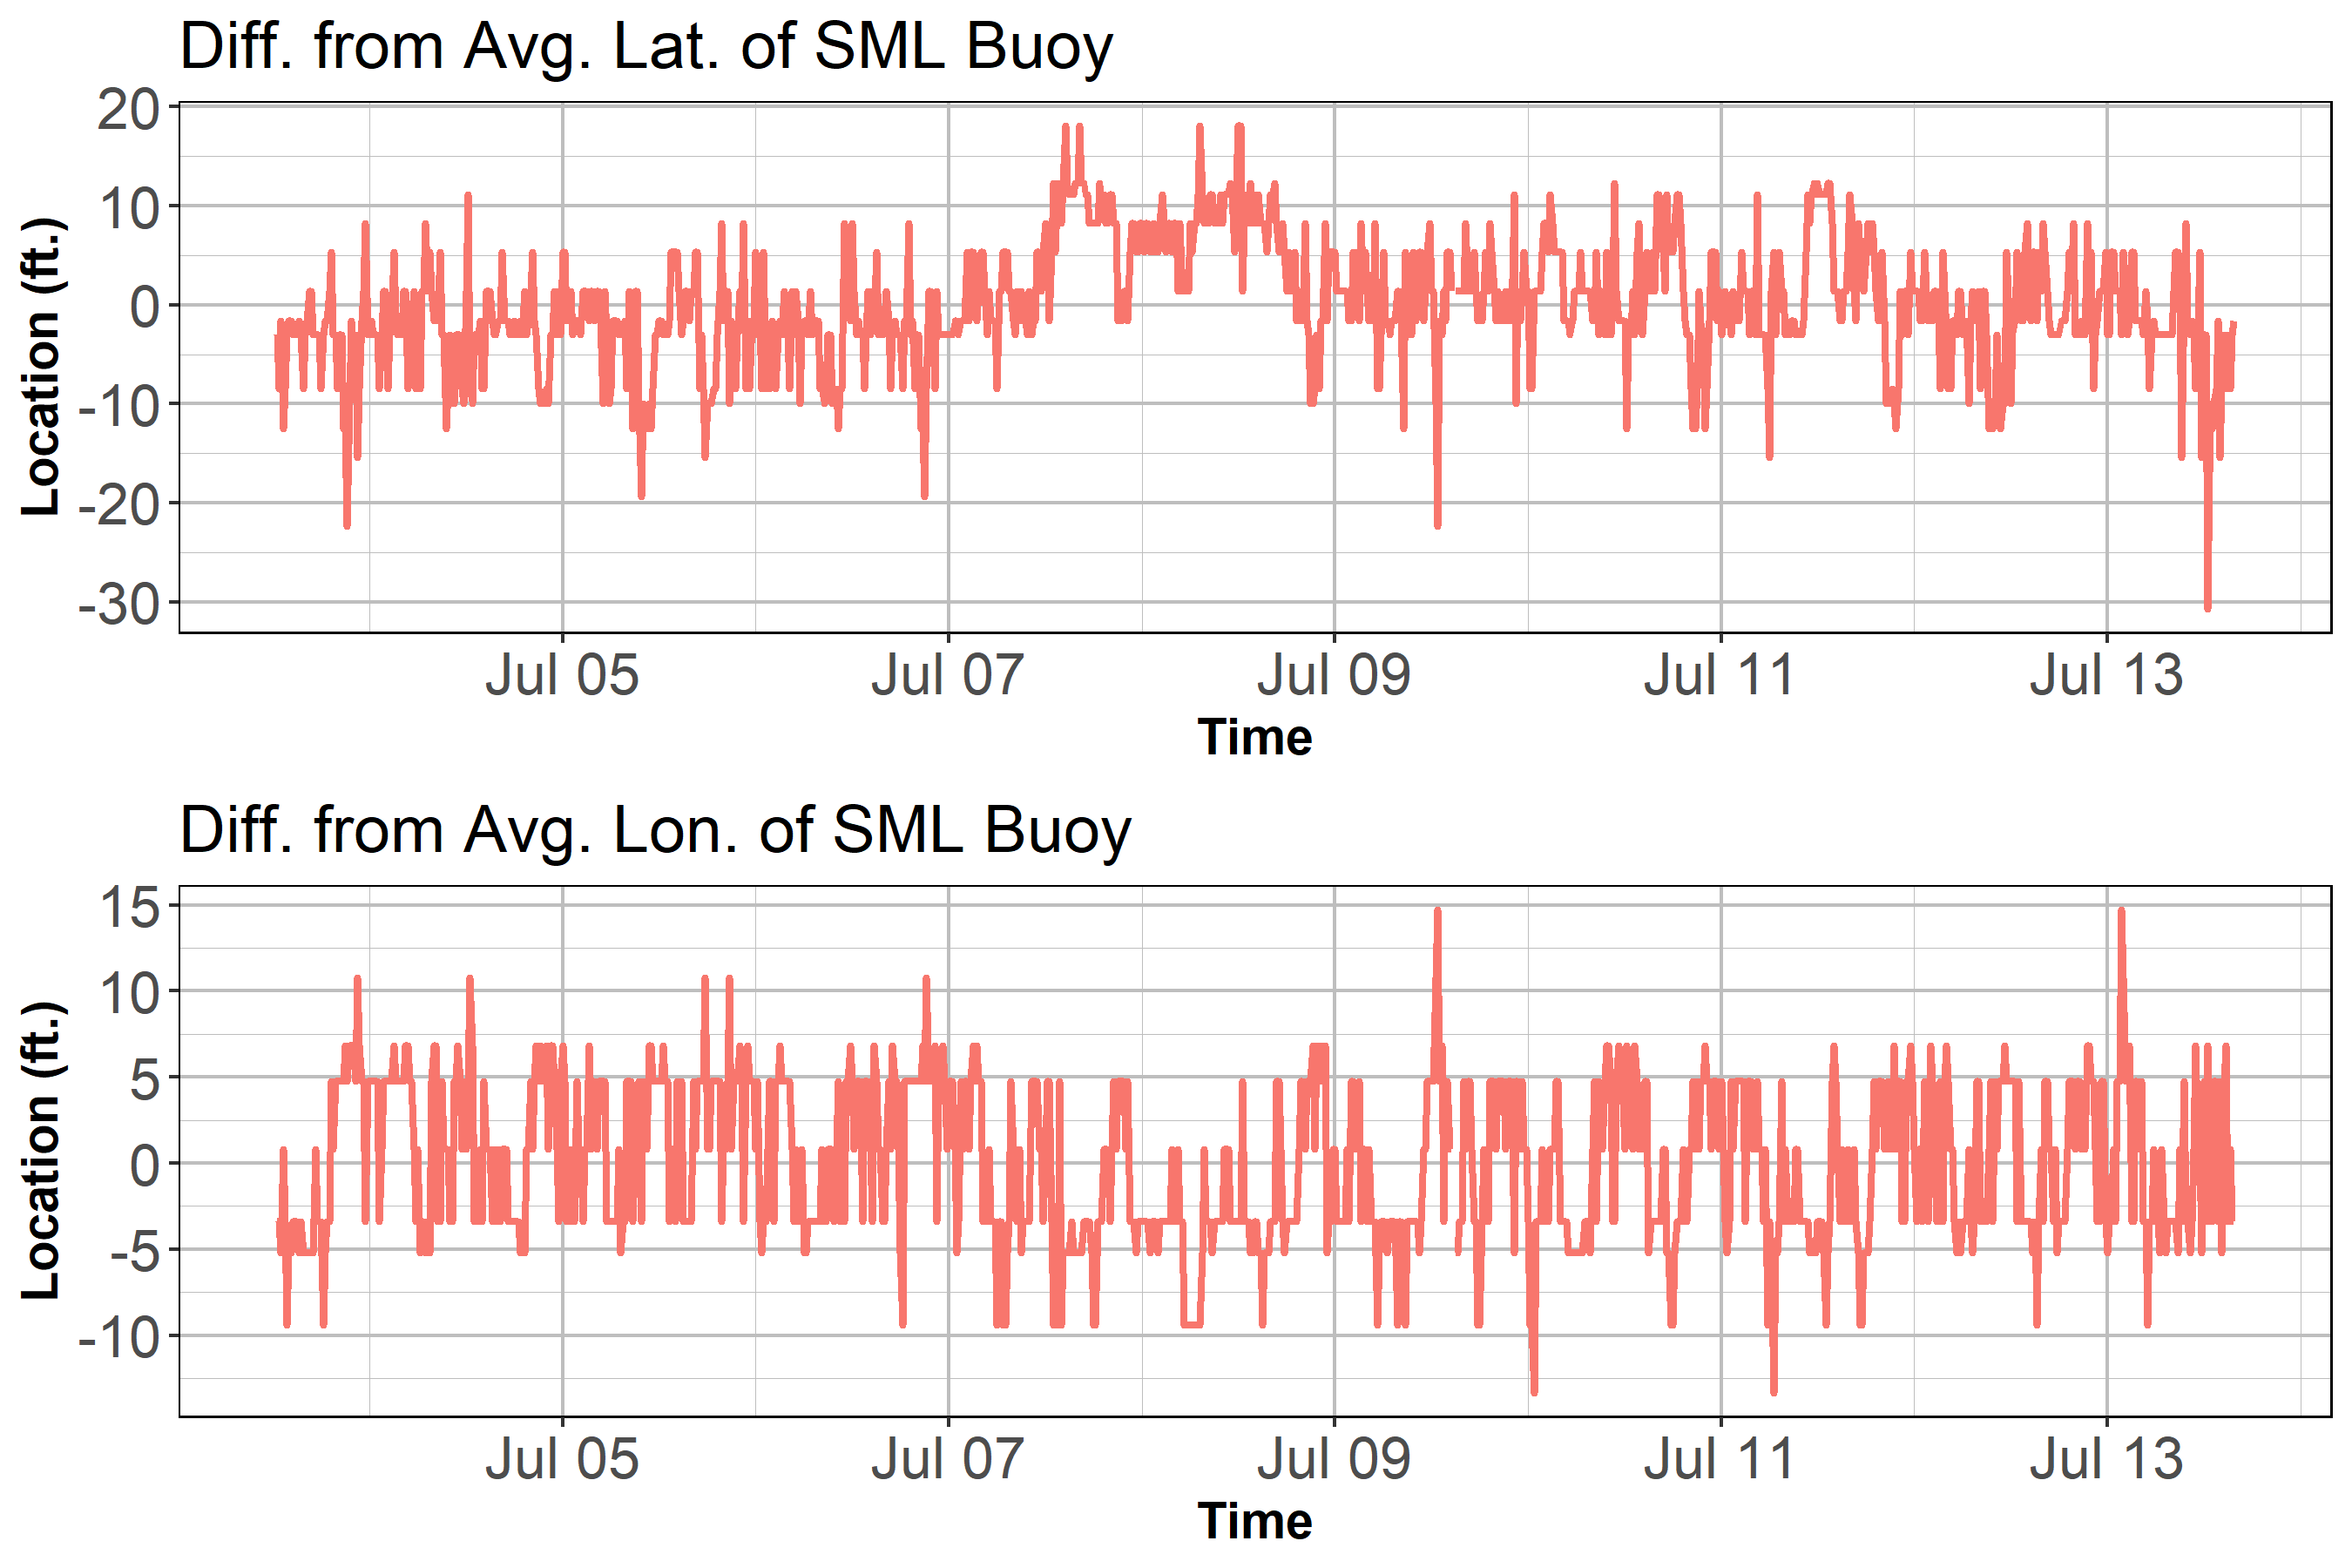 Diff. from Avg. Lat. of SML Buoy
20
10
0
-10
-20
-30
Location (ft.)
Jul 05 Jul 07 Jul 09 Jul 11 Jul 13
Time
Diff. from Avg. Lon. of SML Buoy
15
10
5
0
-5
-10
Location (ft.)
Jul 05 Jul 07 Jul 09 Jul 11 Jul 13
Time